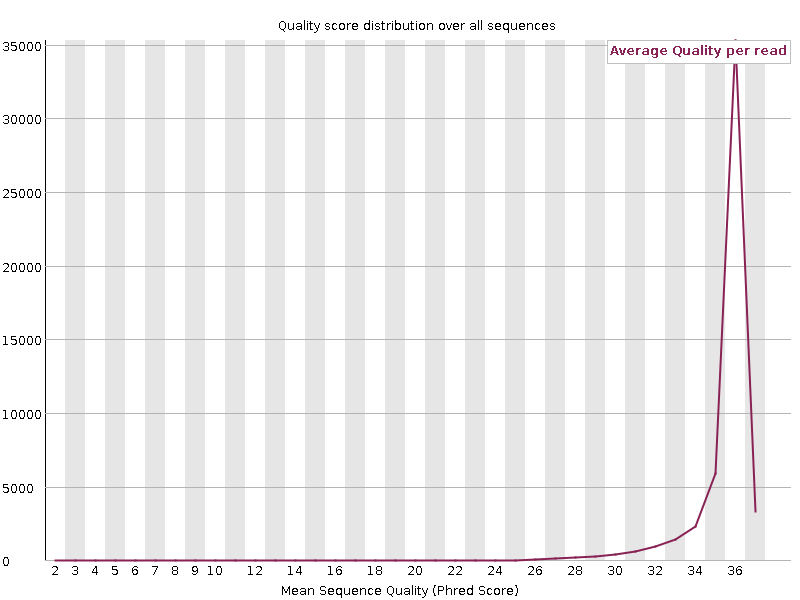 Quality score distribution over all sequences
Average Quality per read
35000
30000
25000
20000
15000
10000
5000
0
2 3 4 5 6 7 8 9 10 12 14 16 18 20 22 24 26 28 30 32 34 36
Mean Sequence Quality (Phred Score)